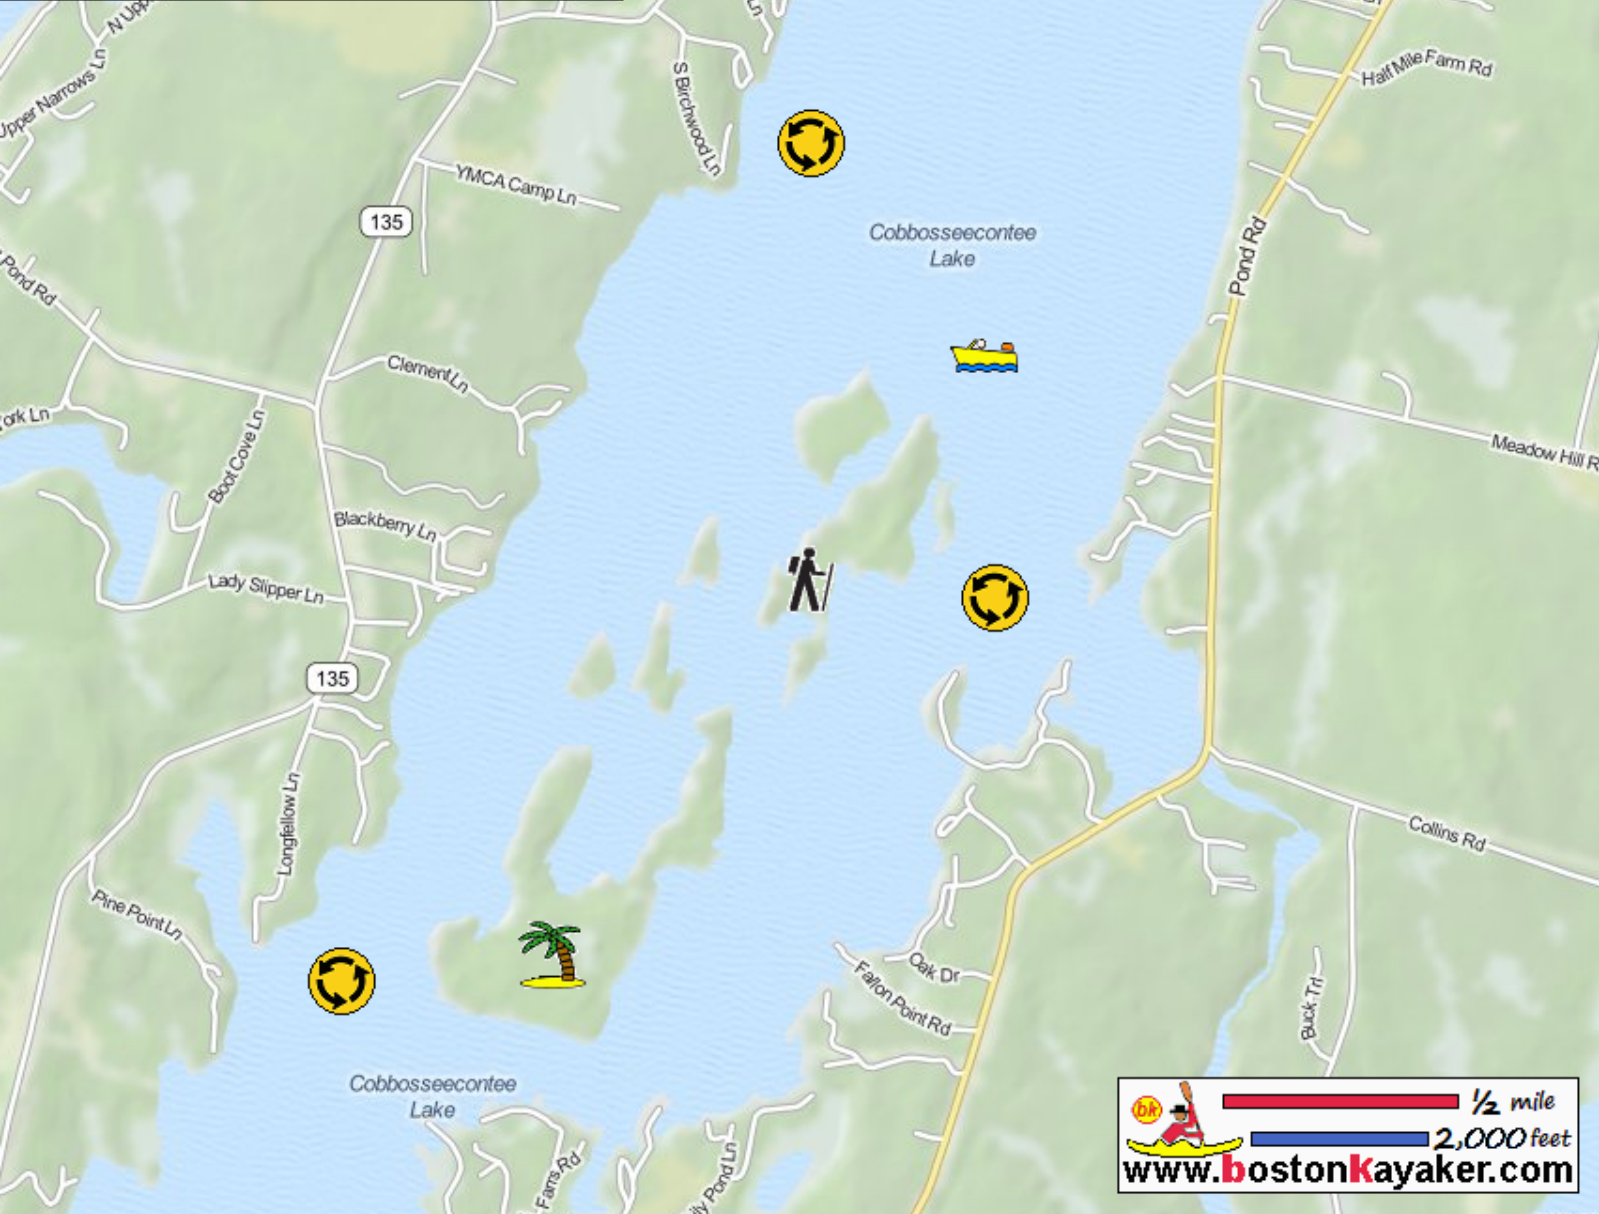 Ln
Upper Narrows Ln
S Birchwood Ln
Half Mile Farm Rd
YMCA Camp Ln
135
Cobbosseecontee
Lake
Pond Rd
Pond Rd
Clement Ln
Boot Cove Ln
Meadow Hill R
Blackberry Ln
Lady Slipper Ln
135
Longfellow Ln
Collins Rd
Pine Point Ln
Oak Dr
Fallon Point Rd
Buck Trl
Cobbosseecontee
Lake
Farrs Rd
Pond Ln
bk
½ mile
2,000 feet
www.bostonKayaker.com